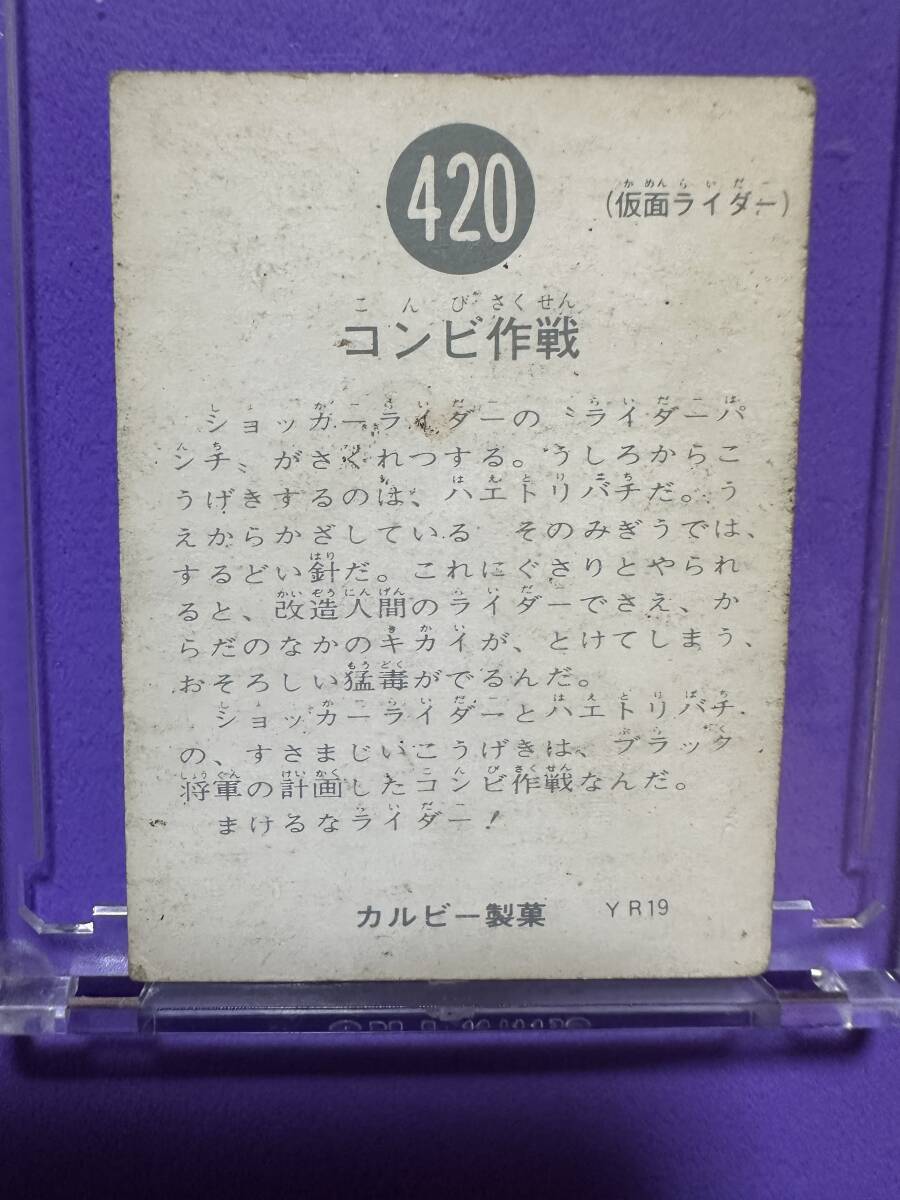 420
(仮面ライダー)
コンビ作戦
ショッカーライダーの〝ライダーパ
ンチ〟がさくれつする。うしろからこ
うげきするのは、ハエトリバチだ。う
えからかざしている そのみぎうでは、
するどい針だ。これにぐさりとやられ
ると、改造人間のライダーでさえ、か
らだのなかのキカイが、とけてしまう、
おそろしい猛毒がでるんだ。
ショッカーライダーとハエトリバチ
の、すさまじいこうげきは、ブラック
将軍の計画したコンビ作戦なんだ。
まけるなライダー!
カルビー製菓 YR19